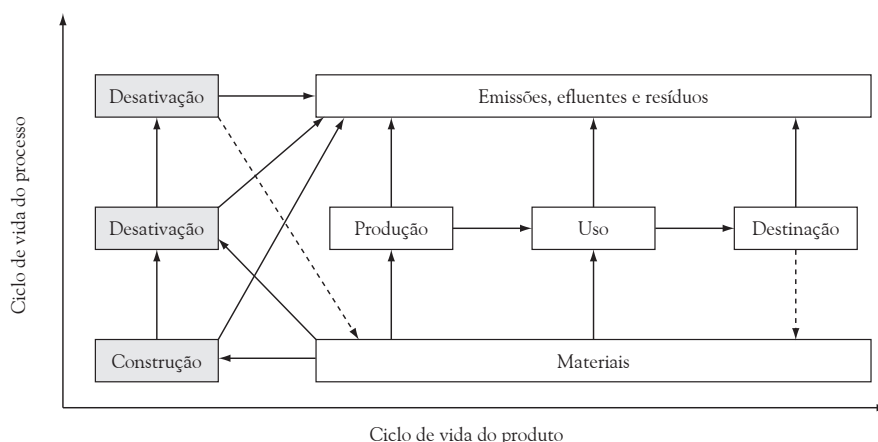 Ciclo de vida do processo
Desativação
Emissões, efluentes e resíduos
Desativação
Produção
Uso
Destinação
Construção
Materiais
Ciclo de vida do produto